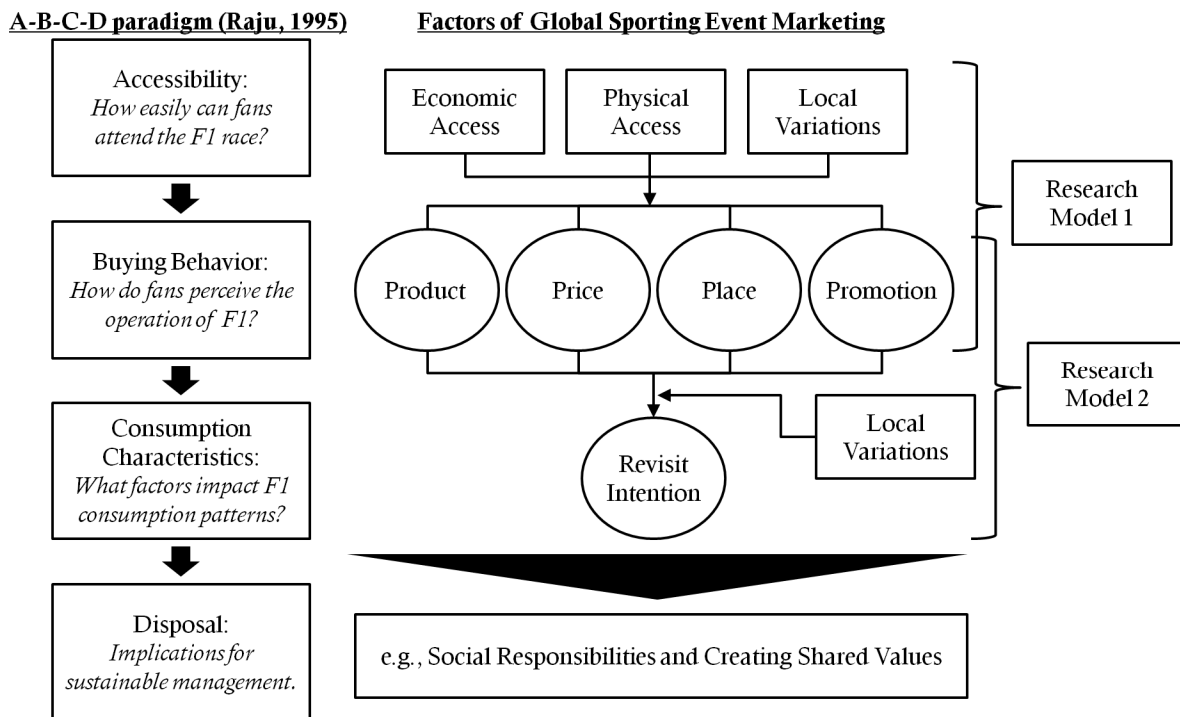 A-B-C-D paradigm (Raju, 1995)
Accessibility:
How easily can fans
attend the F1 race?
Buying Behavior:
How do fans perceive the
operation of F1?
Consumption
Characteristics:
What factors impact F1
consumption patterns?
Disposal:
Implications for
sustainable management.
Factors of Global Sporting Event Marketing
Economic
Access
Physical
Access
Local
Variations
Product
Price
Place
Promotion
Revisit
Intention
Local
Variations
Research
Model 1
Research
Model 2
e.g., Social Responsibilities and Creating Shared Values